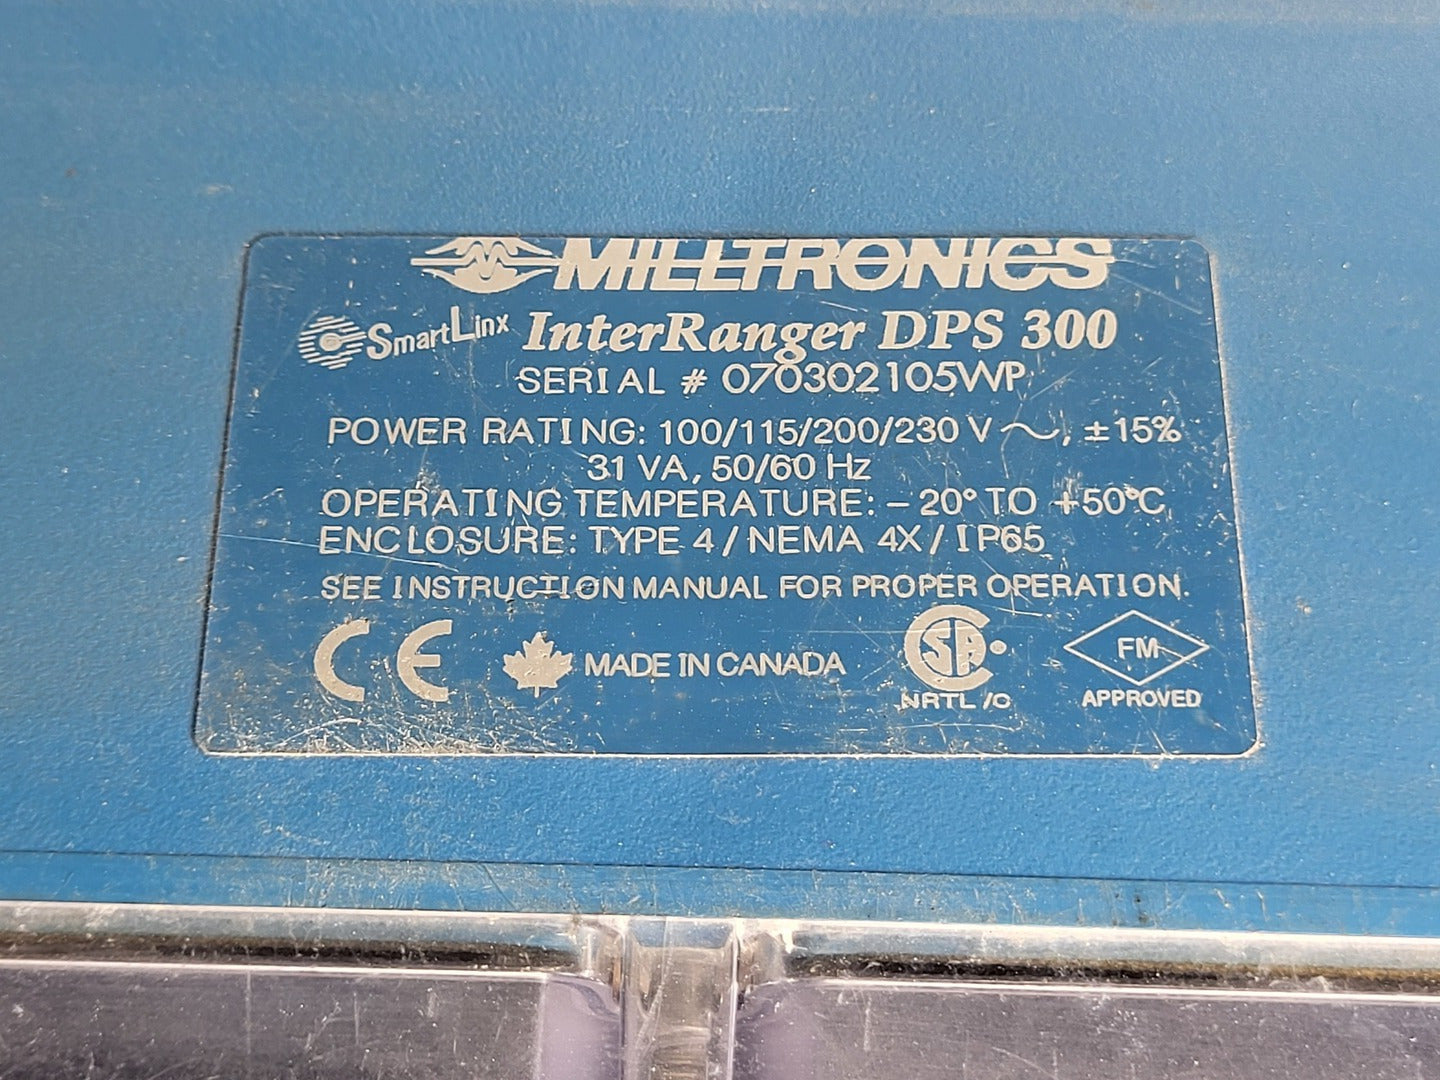 MILLTRONICS
SmartLinx InterRanger DPS 300
SERIAL # 070302105WP
POWER RATING: 100/115/200/230 V ~, ±15%
31 VA, 50/60 Hz
OPERATING TEMPERATURE: -20° TO +50°C
ENCLOSURE: TYPE 4 / NEMA 4X / IP65
SEE INSTRUCTION MANUAL FOR PROPER OPERATION.
CE MADE IN CANADA CSA FM
NRTL /C APPROVED